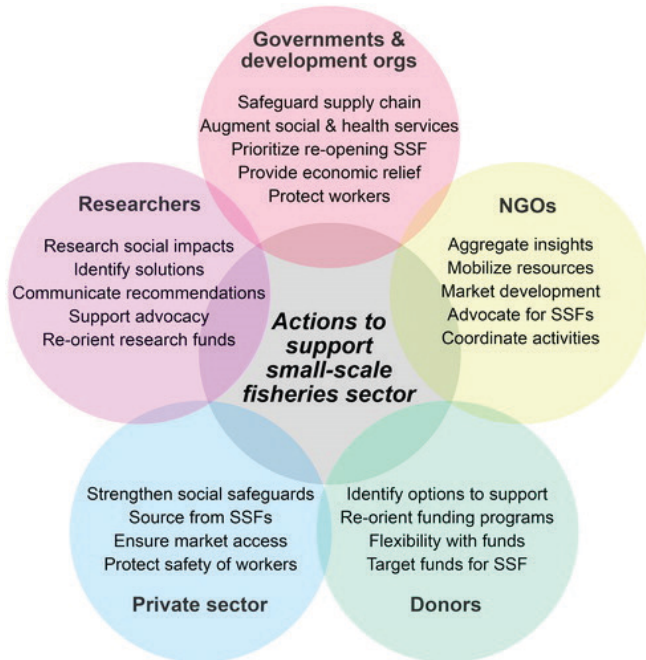 Governments &
development orgs
Safeguard supply chain
Augment social & health services
Prioritize re-opening SSF
Provide economic relief
Protect workers
Researchers
Research social impacts
Identify solutions
Communicate recommendations
Support advocacy
Re-orient research funds
NGOs
Aggregate insights
Mobilize resources
Market development
Advocate for SSFs
Coordinate activities
Actions to
support
small-scale
fisheries sector
Strengthen social safeguards
Source from SSFs
Ensure market access
Protect safety of workers
Private sector
Identify options to support
Re-orient funding programs
Flexibility with funds
Target funds for SSF
Donors